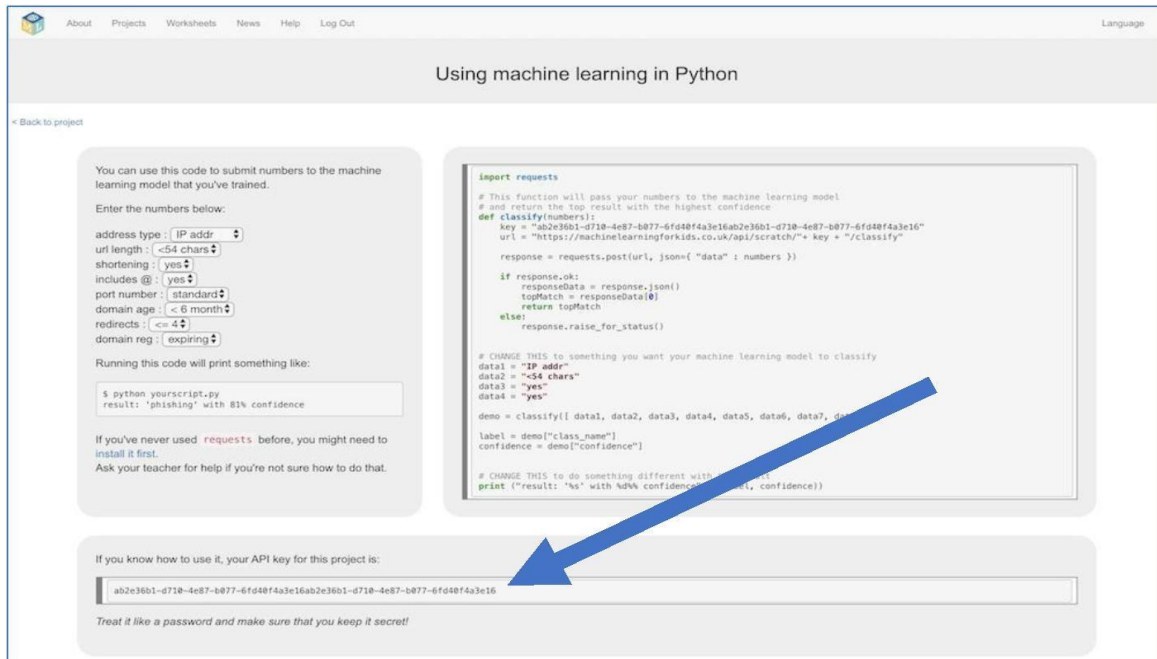 About Projects Worksheets News Help Log Out Language
Using machine learning in Python
< Back to project
You can use this code to submit numbers to the machine
learning model that you've trained.
Enter the numbers below:
address type : IP addr
url length : <54 chars
shortening : yes
includes @ : yes
port number : standard
domain age : < 6 month
redirects : <= 4
domain reg : expiring
Running this code will print something like:
$ python yourscript.py
result: 'phishing' with 81% confidence
If you've never used requests before, you might need to
install it first.
Ask your teacher for help if you're not sure how to do that.
import requests
# This function will pass your numbers to the machine learning model
# and return the top result with the highest confidence
def classify(numbers):
key = "ab2e36b1-d710-4e87-b077-6fd40f4a3e16ab2e36b1-d710-4e87-b077-6fd40f4a3e16"
url = "https://machinelearningforkids.co.uk/api/scratch/"+ key + "/classify"
response = requests.post(url, json={ "data" : numbers })
if response.ok:
responseData = response.json()
topMatch = responseData[0]
return topMatch
else:
response.raise_for_status()
# CHANGE THIS to something you want your machine learning model to classify
data1 = "IP addr"
data2 = "<54 chars"
data3 = "yes"
data4 = "yes"
demo = classify([ data1, data2, data3, data4, data5, data6, data7,
label = demo["class_name"]
confidence = demo["confidence"]
# CHANGE THIS to do something different with
print ("result: '%s' with %d%% confidence" confidence))
If you know how to use it, your API key for this project is:
ab2e36b1-d710-4e87-b077-6fd40f4a3e16ab2e36b1-d710-4e87-b077-6fd40f4a3e16
Treat it like a password and make sure that you keep it secret!